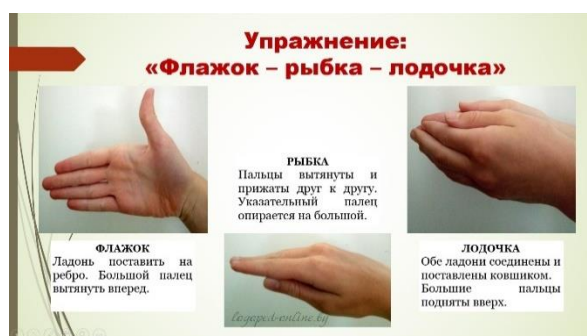 Упражнение:
«Флажок – рыбка – лодочка»
РЫБКА
Пальцы вытянуты и
прижаты друг к другу.
Указательный палец
опирается на большой.
ФЛАЖОК
Ладонь поставить на
ребро. Большой палец
вытянуть вперед.
ЛОДОЧКА
Обе ладони соединены и
поставлены ковшиком.
Большие пальцы
подняты вверх.
logoped-online.by